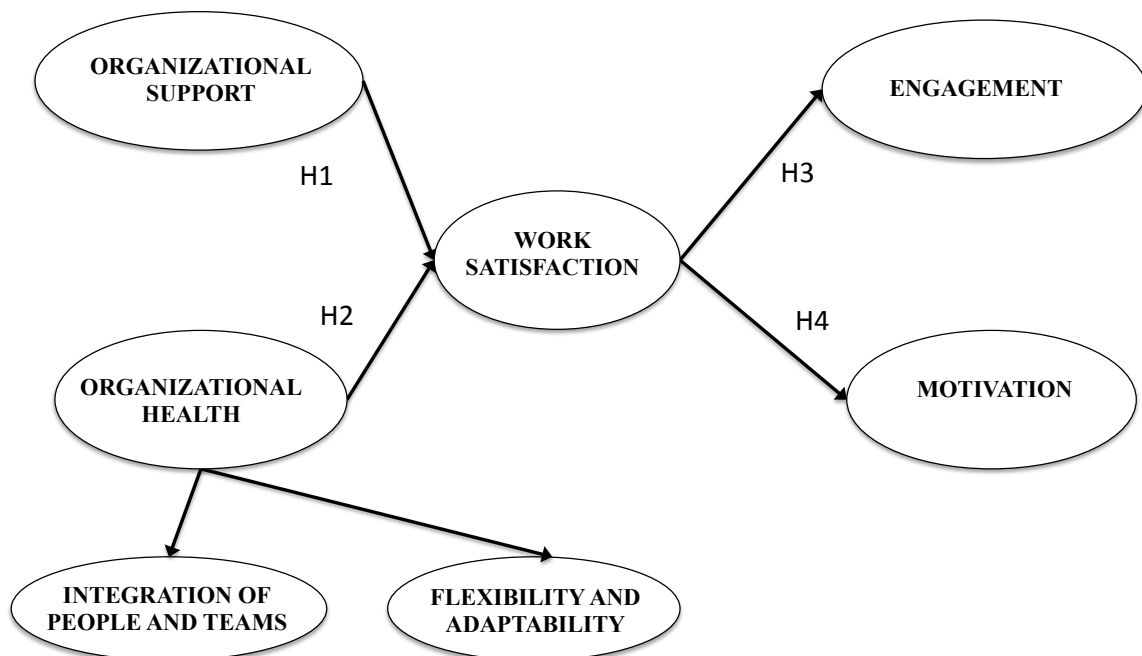 ORGANIZATIONAL
SUPPORT
ENGAGEMENT
H1
H3
WORK
SATISFACTION
H2
H4
ORGANIZATIONAL
HEALTH
MOTIVATION
INTEGRATION OF
PEOPLE AND TEAMS
FLEXIBILITY AND
ADAPTABILITY